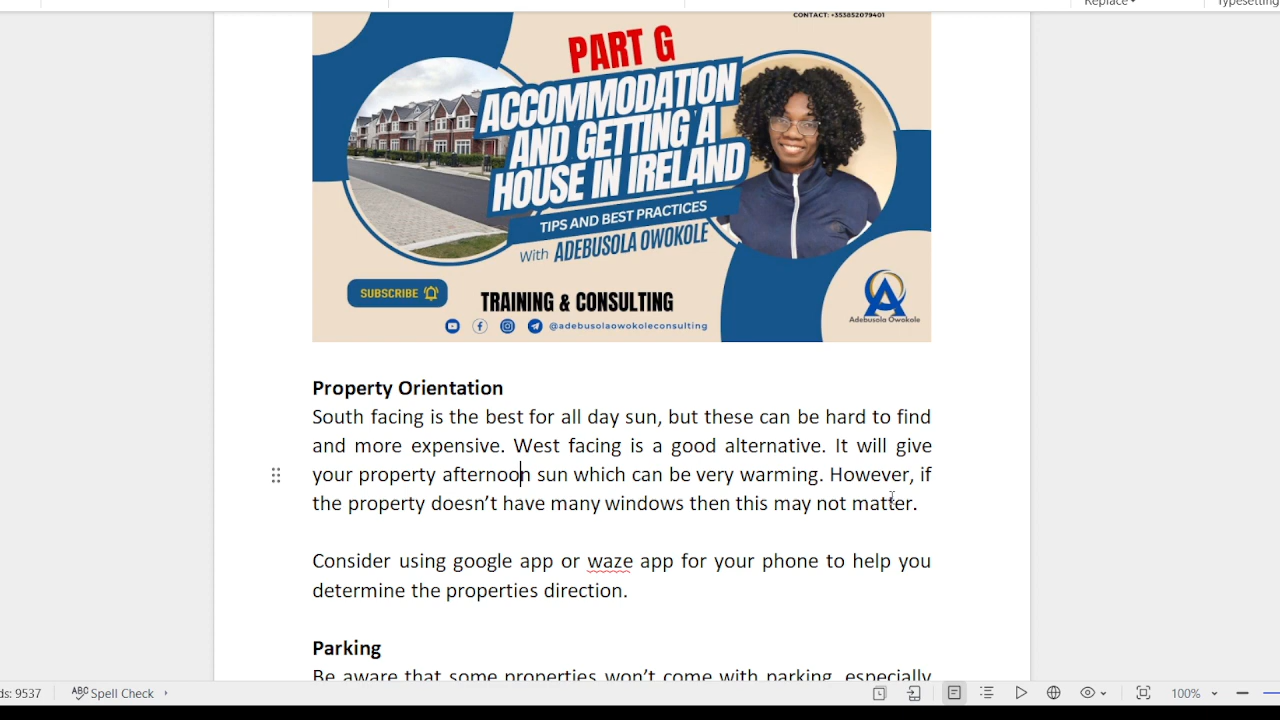 Replace
Typesetting
CONTACT: +353852079401
PART G
ACCOMMODATION
AND GETTING A
HOUSE IN IRELAND
TIPS AND BEST PRACTICES
With ADEBUSOLA OWOKOLE
SUBSCRIBE
TRAINING & CONSULTING
@adebusolaowokoleconsulting
Adebusola Owokole
Property Orientation
South facing is the best for all day sun, but these can be hard to find
and more expensive. West facing is a good alternative. It will give
your property afternoon sun which can be very warming. However, if
the property doesn’t have many windows then this may not matter.
Consider using google app or waze app for your phone to help you
determine the properties direction.
Parking
Be aware that some properties won’t come with parking, especially
ds: 9537
ABC Spell Check
100%